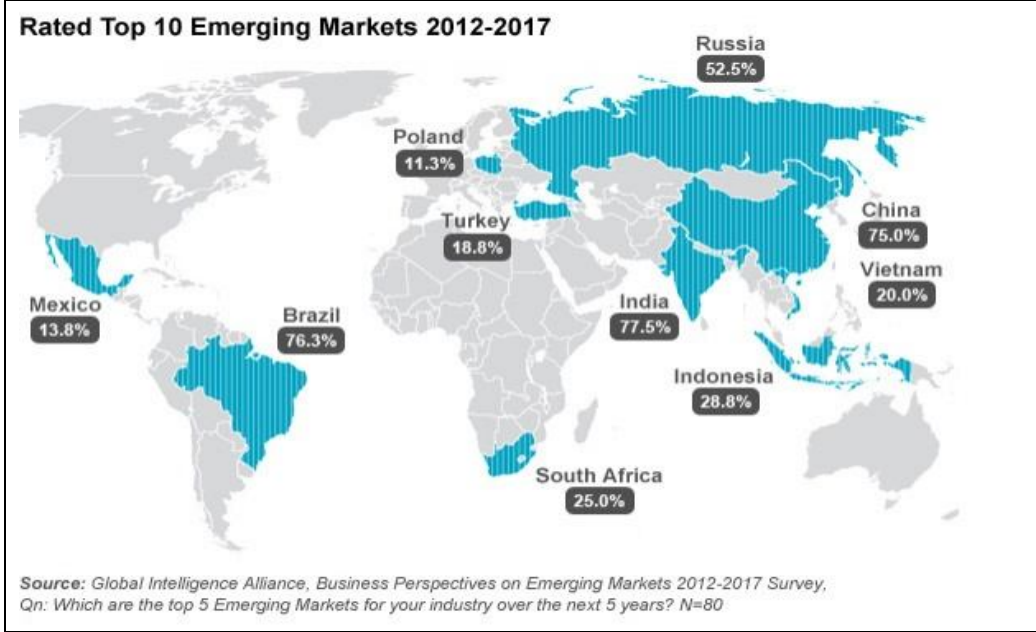 Rated Top 10 Emerging Markets 2012-2017
Russia
52.5%
Poland
11.3%
Turkey
18.8%
China
75.0%
Vietnam
20.0%
Mexico
13.8%
Brazil
76.3%
India
77.5%
Indonesia
28.8%
South Africa
25.0%
Source: Global Intelligence Alliance, Business Perspectives on Emerging Markets 2012-2017 Survey,
Qn: Which are the top 5 Emerging Markets for your industry over the next 5 years? N=80